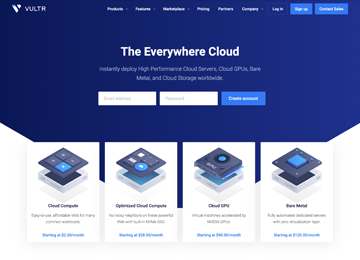 VULTR
Products Features Marketplace Pricing Partners Company Log In Sign up Contact Sales
The Everywhere Cloud
Instantly deploy High Performance Cloud Servers, Cloud GPUs, Bare
Metal, and Cloud Storage worldwide.
Email Address Password Create account
Cloud Compute
Easy-to-use, affordable VMs for many
common workloads.
Starting at $2.50/month
Optimized Cloud Compute
No noisy neighbors on these powerful
VMs with built in NVMe SSD.
Starting at $28.00/month
Cloud GPU
Virtual machines accelerated by
NVIDIA GPUs.
Starting at $90.00/month
Bare Metal
Fully automated dedicated servers
with zero virtualization layer.
Starting at $120.00/month